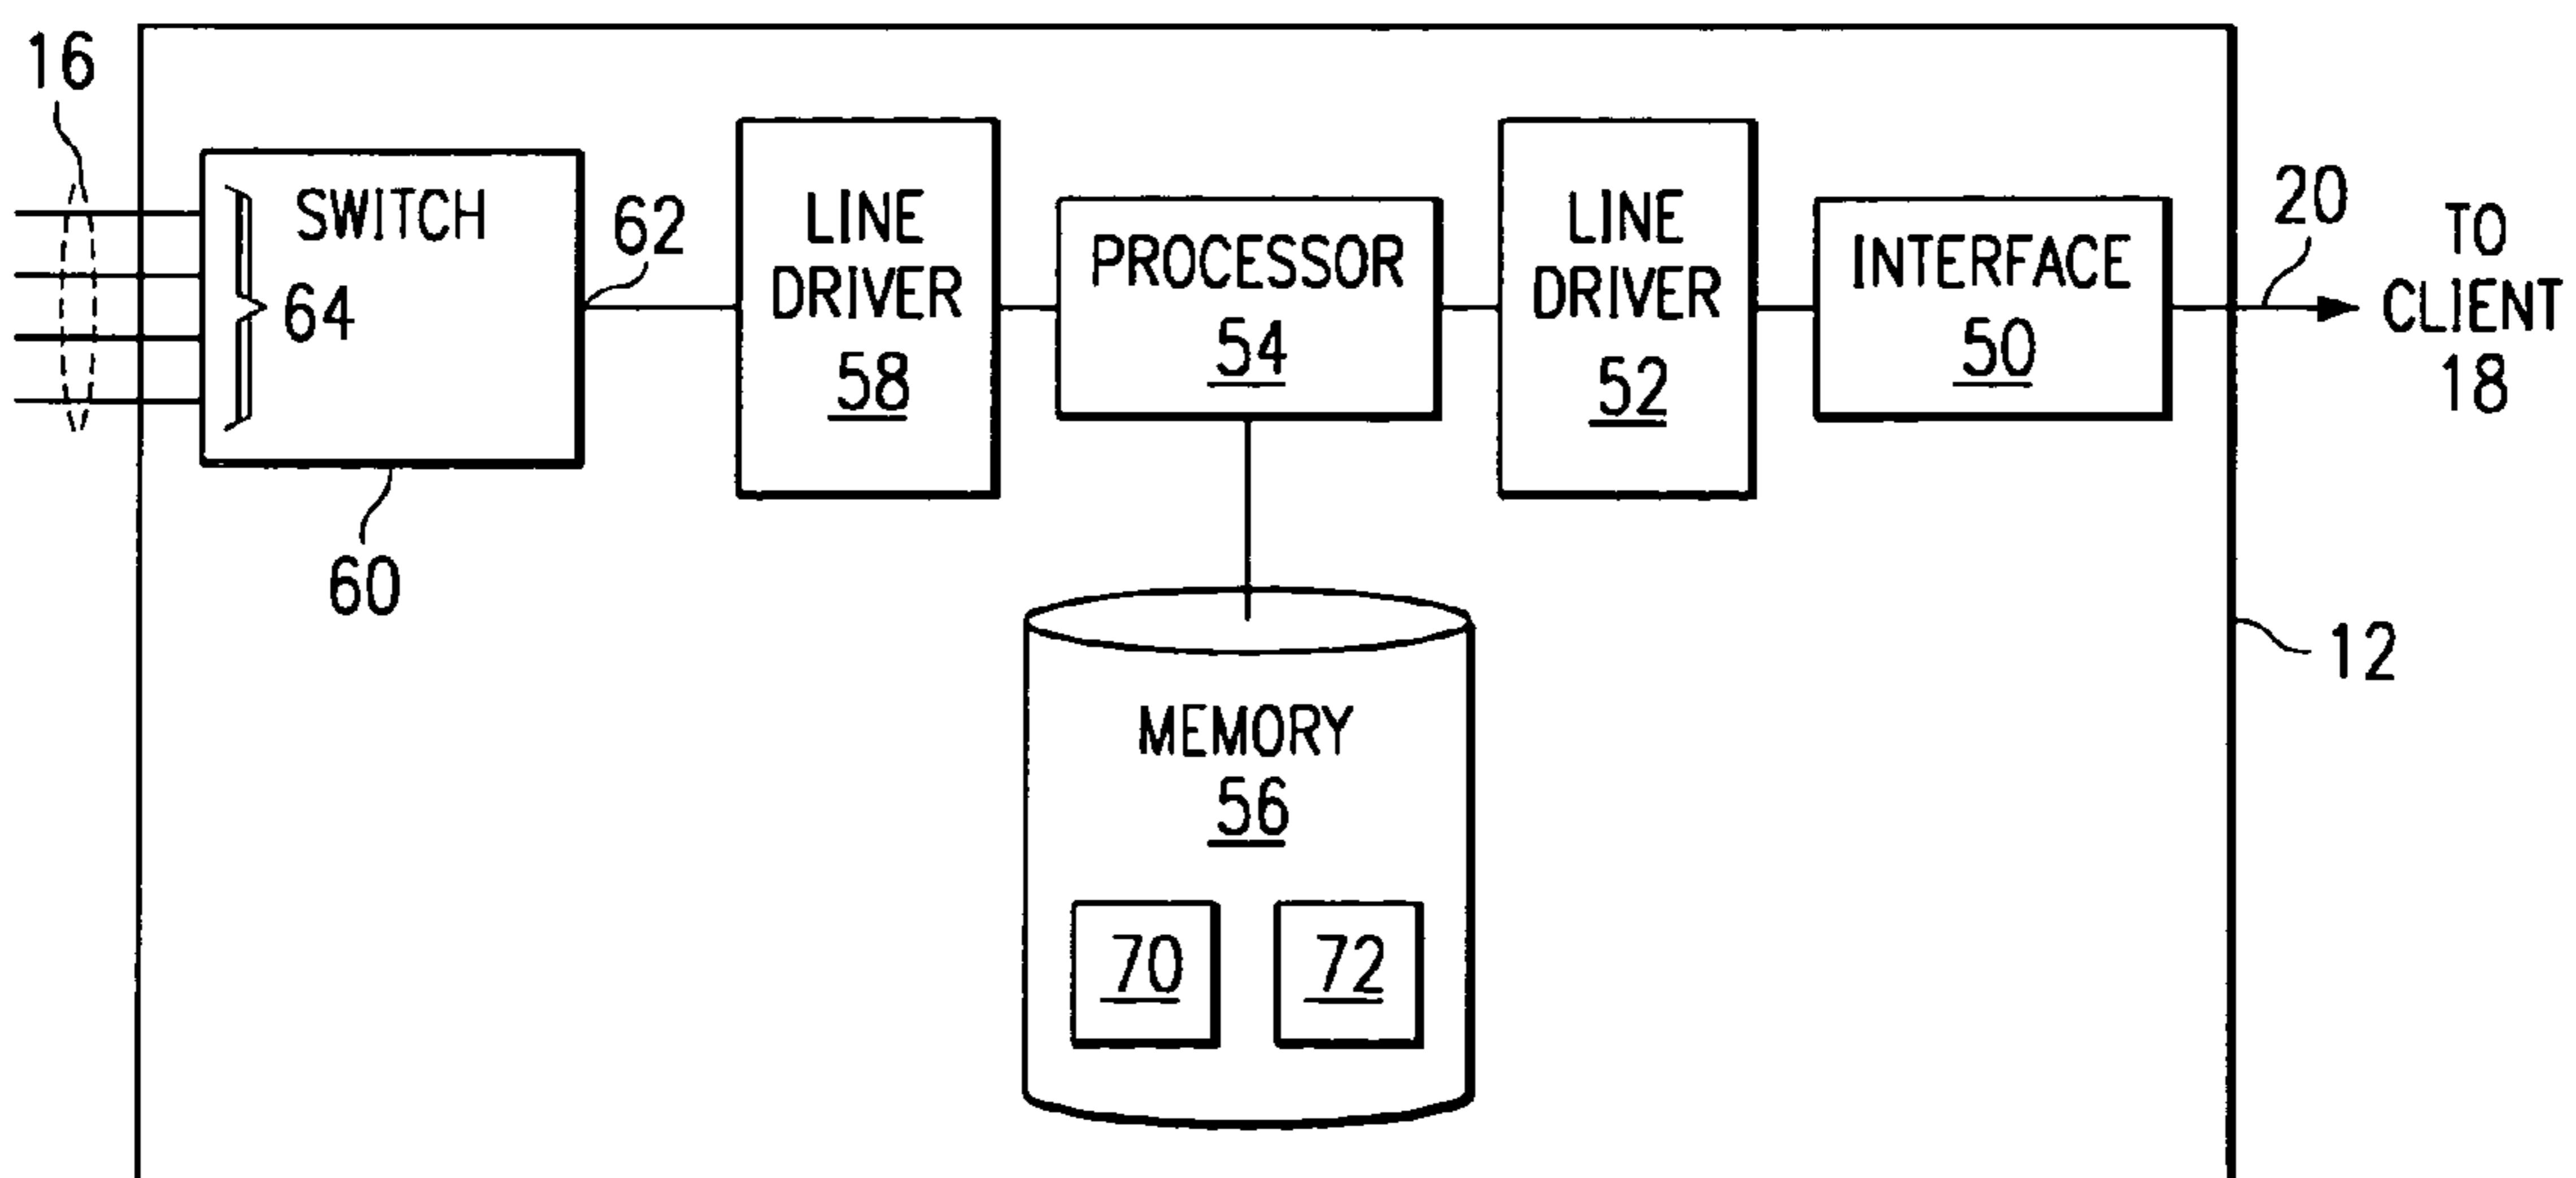 16
SWITCH
64
60
62
LINE
DRIVER
58
PROCESSOR
54
LINE
DRIVER
52
INTERFACE
50
20
TO
CLIENT
18
12
MEMORY
56
70
72